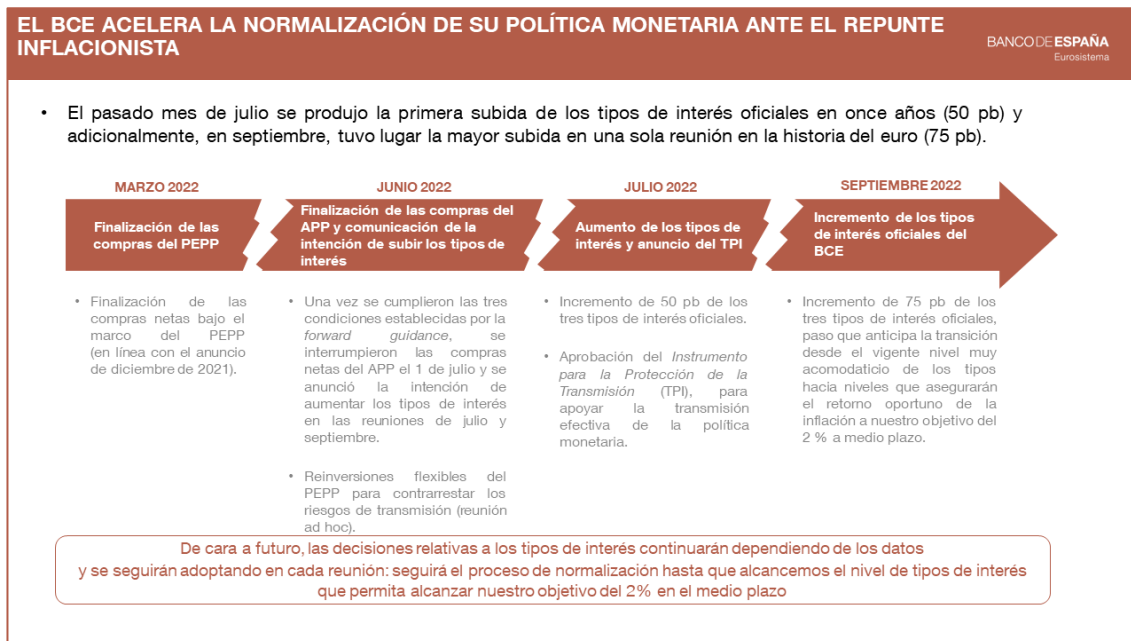 EL BCE ACELERA LA NORMALIZACIÓN DE SU POLÍTICA MONETARIA ANTE EL REPUNTE
INFLACIONISTA
BANCODEESPAÑA
Eurosistema
• El pasado mes de julio se produjo la primera subida de los tipos de interés oficiales en once años (50 pb) y
adicionalmente, en septiembre, tuvo lugar la mayor subida en una sola reunión en la historia del euro (75 pb).
MARZO 2022
Finalización de las
compras del PEPP
• Finalización de las
compras netas bajo el
marco del PEPP
(en línea con el anuncio
de diciembre de 2021).
JUNIO 2022
Finalización de las compras del
APP y comunicación de la
intención de subir los tipos de
interés
• Una vez se cumplieron las tres
condiciones establecidas por la
forward guidance, se
interrumpieron las compras
netas del APP el 1 de julio y se
anunció la intención de
aumentar los tipos de interés
en las reuniones de julio y
septiembre.
• Reinversiones flexibles del
PEPP para contrarrestar los
riesgos de transmisión (reunión
ad hoc).
JULIO 2022
Aumento de los tipos de
interés y anuncio del TPI
• Incremento de 50 pb de los
tres tipos de interés oficiales.
• Aprobación del Instrumento
para la Protección de la
Transmisión (TPI), para
apoyar la transmisión
efectiva de la política
monetaria.
SEPTIEMBRE 2022
Incremento de los tipos
de interés oficiales del
BCE
• Incremento de 75 pb de los
tres tipos de interés oficiales,
paso que anticipa la transición
desde el vigente nivel muy
acomodaticio de los tipos
hacia niveles que asegurarán
el retorno oportuno de la
inflación a nuestro objetivo del
2 % a medio plazo.
De cara a futuro, las decisiones relativas a los tipos de interés continuarán dependiendo de los datos
y se seguirán adoptando en cada reunión: seguirá el proceso de normalización hasta que alcancemos el nivel de tipos de interés
que permita alcanzar nuestro objetivo del 2% en el medio plazo